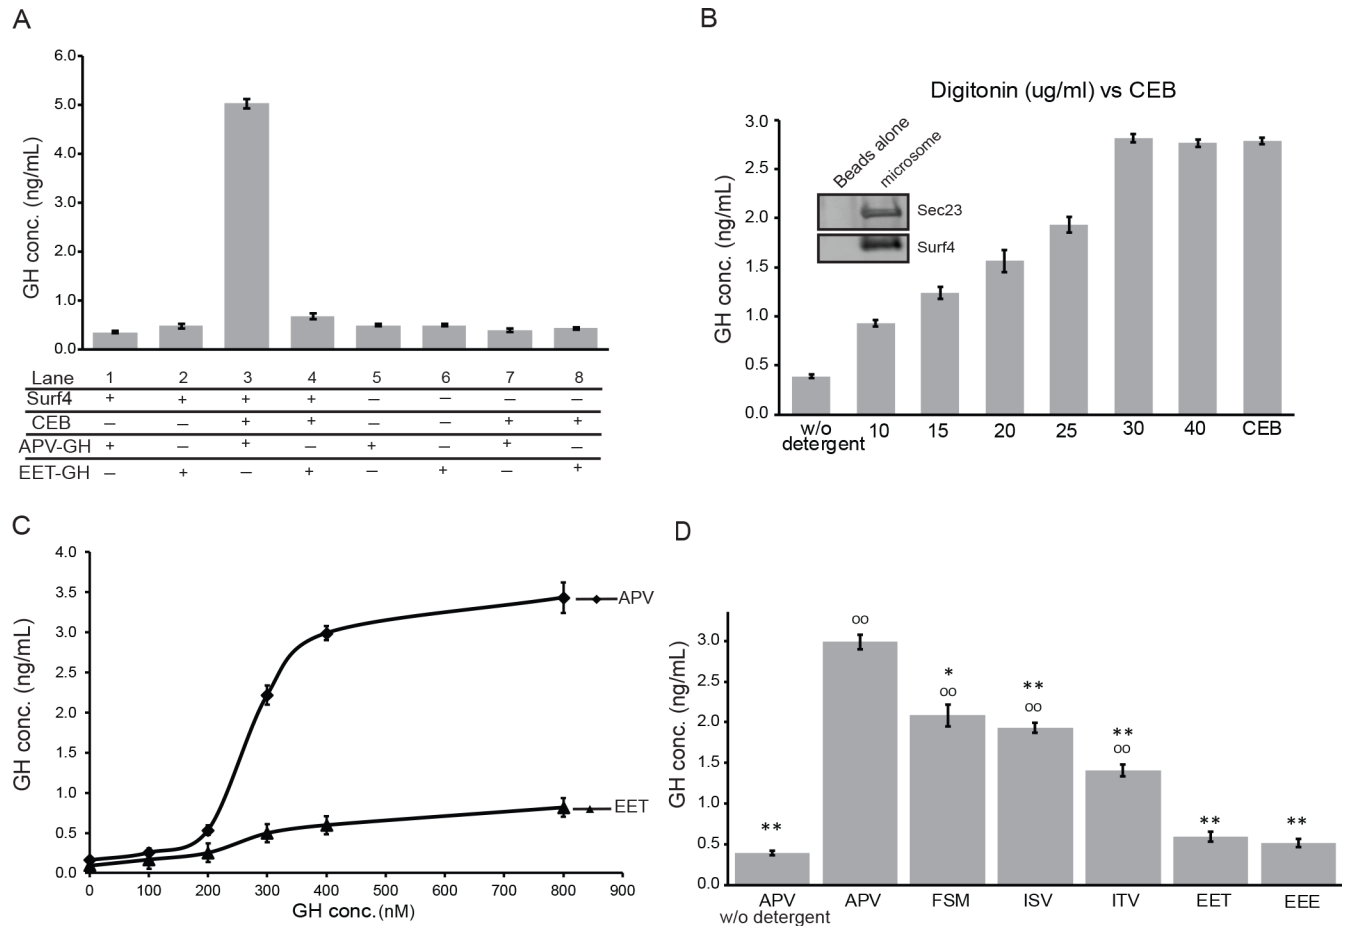 A
6.0
5.0
4.0
3.0
2.0
1.0
0.0
GH conc. (ng/mL)
Lane 1 2 3 4 5 6 7 8
Surf4 + + + + – – – –
CEB – – + + – – + +
APV-GH + – + – + – + –
EET-GH – + – + – + – +
B
Digitonin (ug/ml) vs CEB
3.0
2.5
2.0
1.5
1.0
0.5
0.0
GH conc. (ng/mL)
Beads alone
microsome
Sec23
Surf4
w/o detergent 10 15 20 25 30 40 CEB
C
4.0
3.5
3.0
2.5
2.0
1.5
1.0
0.5
0.0
GH conc. (ng/mL)
APV
EET
0 100 200 300 400 500 600 700 800 900
GH conc.(nM)
D
3.0
2.5
2.0
1.5
1.0
0.5
0.0
GH conc. (ng/mL)
oo
*
oo
**
oo
**
oo
**
**
**
APV w/o detergent APV FSM ISV ITV EET EEE